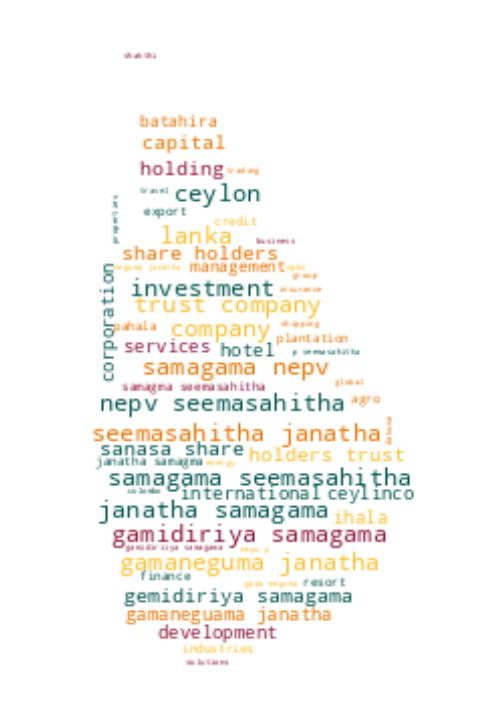 shakthi
batahira
capital
holding trading
travel ceylon
export
properties
credit
lanka business
share holders
neguma janatha management nepv
group
investment insurance
corporation
trust company
pahala company shipping
plantation
services hotel p seemasahitha
samagama nepv
samagma seemasahitha global
nepv seemasahitha agro
seemasahitha janatha
sanasa share
holders trust
janatha samagma energy
samagama seemasahitha
colombo international ceylinco
janatha samagama ihala
gamidiriya samagama
gamidiriiya samagama nepv p
gamaneguma janatha
finance
gama neguma resort
gemidiriya samagama
gamaneguama janatha
development
industries
solutions